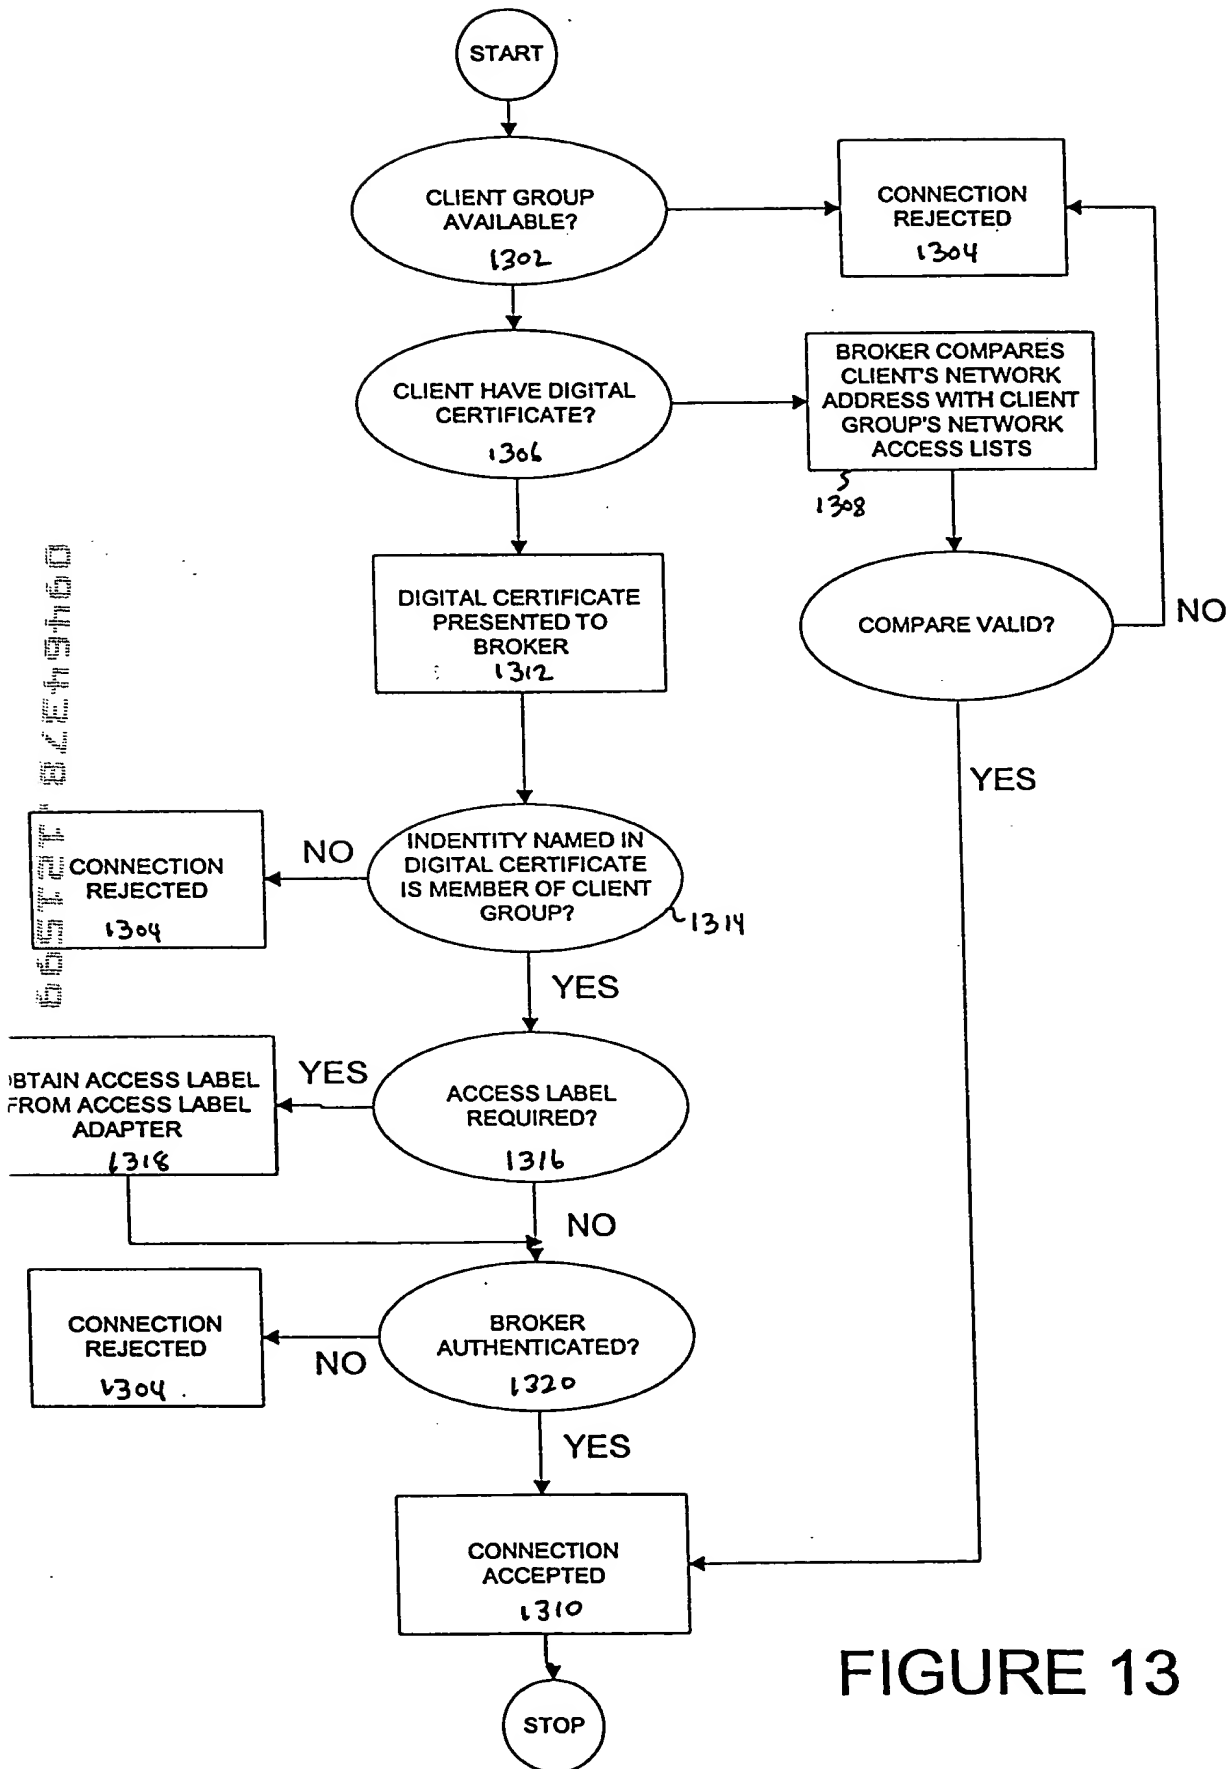 START
CLIENT GROUP
AVAILABLE?
1302
CONNECTION
REJECTED
1304
CLIENT HAVE DIGITAL
CERTIFICATE?
1306
BROKER COMPARES
CLIENT'S NETWORK
ADDRESS WITH CLIENT
GROUP'S NETWORK
ACCESS LISTS
1308
DIGITAL CERTIFICATE
PRESENTED TO
BROKER
1312
COMPARE VALID?
NO
YES
INDENTITY NAMED IN
DIGITAL CERTIFICATE
IS MEMBER OF CLIENT
GROUP?
1314
NO
CONNECTION
REJECTED
1304
YES
ACCESS LABEL
REQUIRED?
1316
YES
BTAIN ACCESS LABEL
FROM ACCESS LABEL
ADAPTER
1318
NO
BROKER
AUTHENTICATED?
1320
NO
CONNECTION
REJECTED
1304
YES
CONNECTION
ACCEPTED
1310
STOP
FIGURE 13
09464378.121599